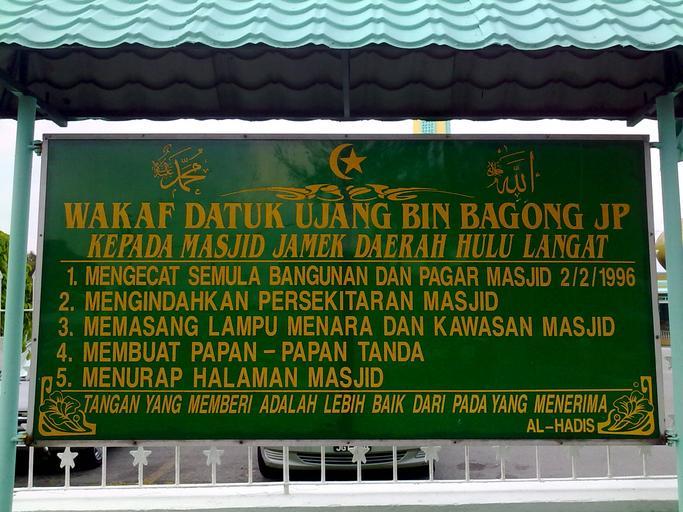 محمد
الله
WAKAF DATUK UJANG BIN BAGONG JP
KEPADA MASJID JAMEK DAERAH HULU LANGAT
1. MENGECAT SEMULA BANGUNAN DAN PAGAR MASJID 2/2/1996
2. MENGINDAHKAN PERSEKITARAN MASJID
3. MEMASANG LAMPU MENARA DAN KAWASAN MASJID
4. MEMBUAT PAPAN – PAPAN TANDA
5. MENURAP HALAMAN MASJID
TANGAN YANG MEMBERI ADALAH LEBIH BAIK DARI PADA YANG MENERIMA
AL-HADIS